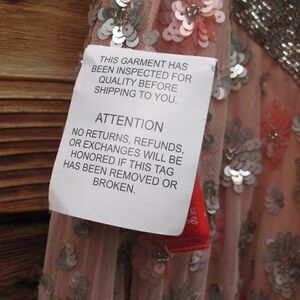 THIS GARMENT HAS
BEEN INSPECTED FOR
QUALITY BEFORE
SHIPPING TO YOU.
ATTENTION
NO RETURNS, REFUNDS,
OR EXCHANGES WILL BE
HONORED IF THIS TAG
HAS BEEN REMOVED OR
BROKEN.